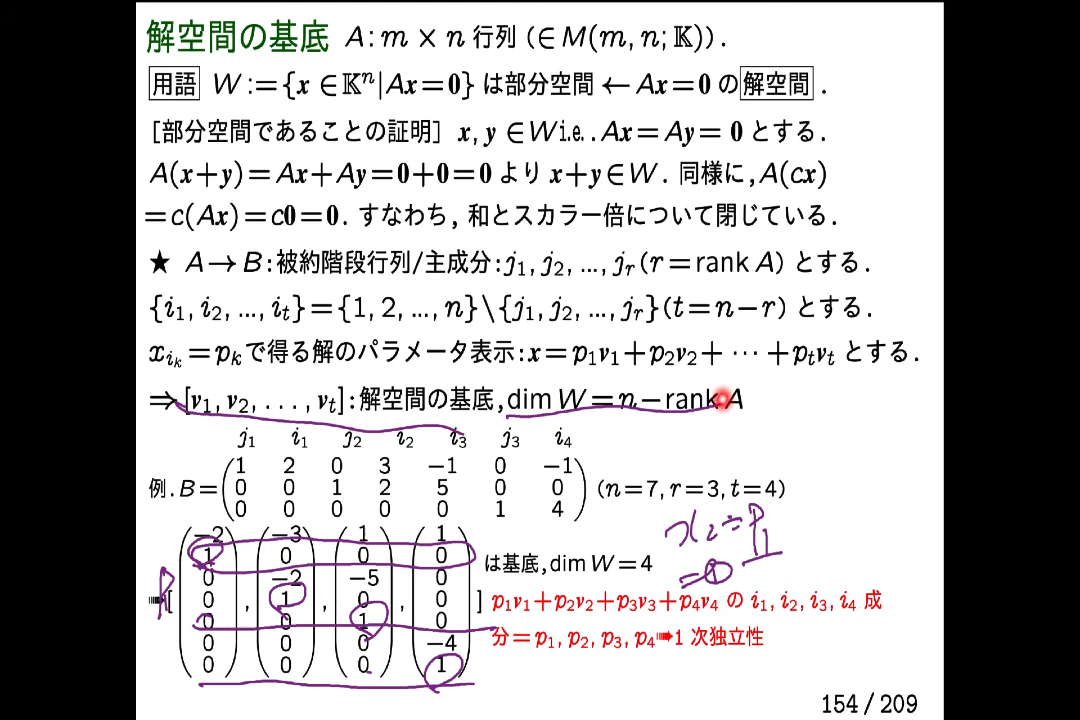 解空間の基底 A:m×n 行列 (∈M(m,n;𝕂)).
用語 W:={x∈𝕂ⁿ|Ax=0} は部分空間 ← Ax=0 の 解空間 .
[部分空間であることの証明] x, y ∈W i.e. Ax=Ay=0 とする.
A(x+y)=Ax+Ay=0+0=0 より x+y∈W. 同様に, A(cx)
=c(Ax)=c0=0. すなわち, 和とスカラー倍について閉じている.
★ A→B:被約階段行列/主成分:j₁, j₂, ..., jᵣ (r=rank A) とする.
{i₁, i₂, ..., iₜ}={1, 2, ..., n}\{j₁, j₂, ..., jᵣ}(t=n−r) とする.
x_{iₖ}=pₖで得る解のパラメータ表示:x=p₁v₁+p₂v₂+⋯+pₜvₜ とする.
⇒[v₁, v₂, ..., vₜ]:解空間の基底, dim W=n−rank A
j₁ i₁ j₂ i₂ i₃ j₃ i₄
1 2 0 3 −1 0 −1
例. B= 0 0 1 2 5 0 0 (n=7, r=3, t=4)
0 0 0 0 0 1 4
x₂=p₁
−2 −3 1 1
1 0 0 0 は基底, dim W=4
=0
0 −2 −5 0
➠[ 0 , 1 , 0 , 0 ] p₁v₁+p₂v₂+p₃v₃+p₄v₄ の i₁, i₂, i₃, i₄ 成
0 0 1 0
0 0 0 −4 分=p₁, p₂, p₃, p₄➠1 次独立性
0 0 0 1
154 / 209